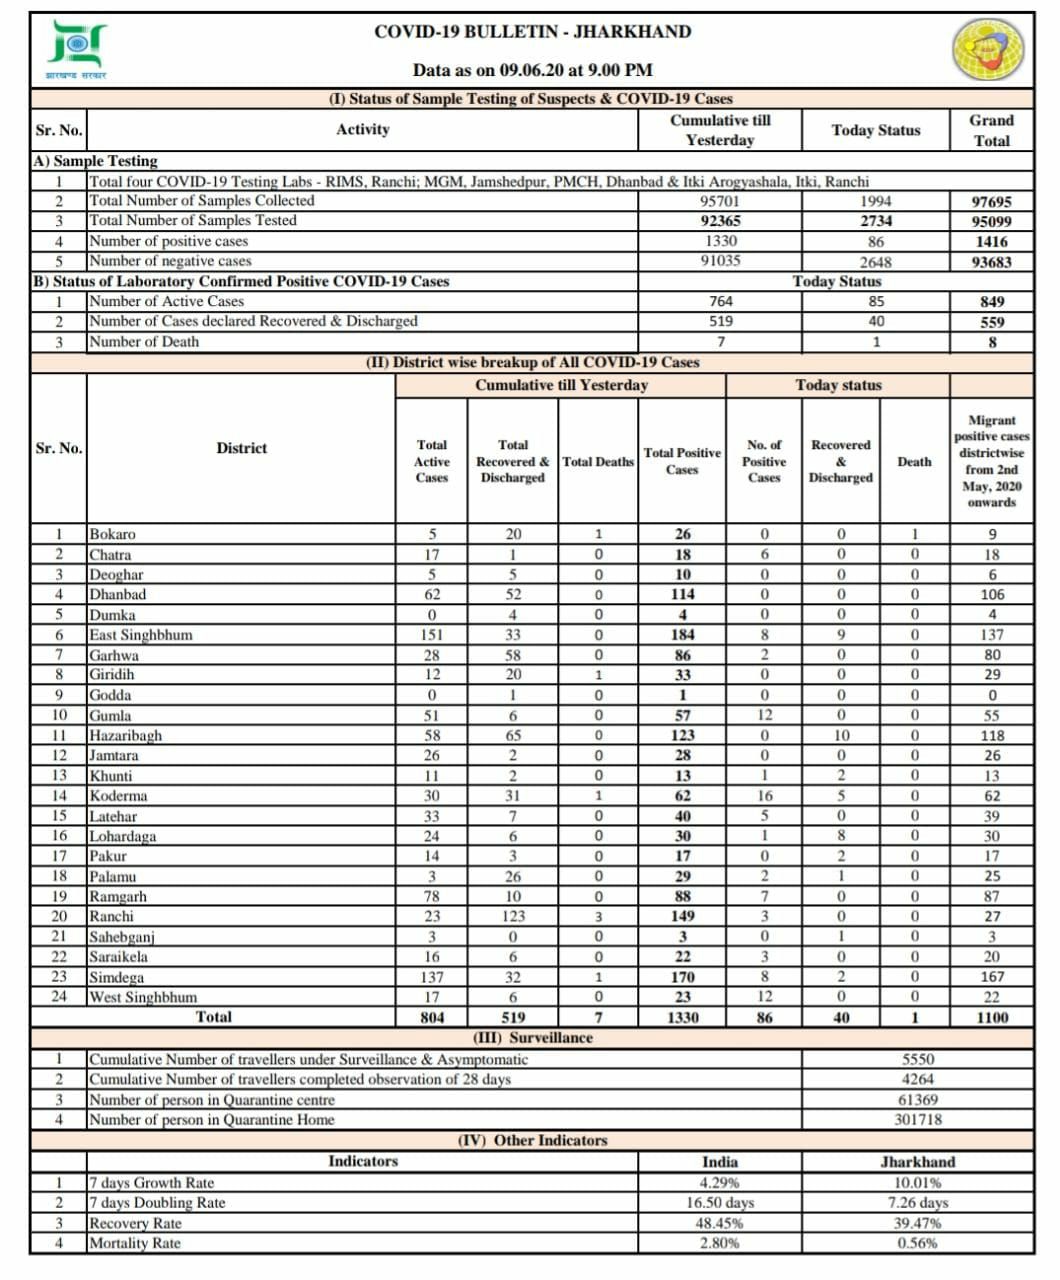 झारखण्ड सरकार
COVID-19 BULLETIN - JHARKHAND
Data as on 09.06.20 at 9.00 PM
(I) Status of Sample Testing of Suspects & COVID-19 Cases
Sr. No. Activity Cumulative till Yesterday Today Status Grand Total
A) Sample Testing
1 Total four COVID-19 Testing Labs - RIMS, Ranchi; MGM, Jamshedpur, PMCH, Dhanbad & Itki Arogyashala, Itki, Ranchi
2 Total Number of Samples Collected 95701 1994 97695
3 Total Number of Samples Tested 92365 2734 95099
4 Number of positive cases 1330 86 1416
5 Number of negative cases 91035 2648 93683
B) Status of Laboratory Confirmed Positive COVID-19 Cases Today Status
1 Number of Active Cases 764 85 849
2 Number of Cases declared Recovered & Discharged 519 40 559
3 Number of Death 7 1 8
(II) District wise breakup of All COVID-19 Cases
Cumulative till Yesterday Today status
Sr. No. District Total Active Cases Total Recovered & Discharged Total Deaths Total Positive Cases No. of Positive Cases Recovered & Discharged Death Migrant positive cases districtwise from 2nd May, 2020 onwards
1 Bokaro 5 20 1 26 0 0 1 9
2 Chatra 17 1 0 18 6 0 0 18
3 Deoghar 5 5 0 10 0 0 0 6
4 Dhanbad 62 52 0 114 0 0 0 106
5 Dumka 0 4 0 4 0 0 0 4
6 East Singhbhum 151 33 0 184 8 9 0 137
7 Garhwa 28 58 0 86 2 0 0 80
8 Giridih 12 20 1 33 0 0 0 29
9 Godda 0 1 0 1 0 0 0 0
10 Gumla 51 6 0 57 12 0 0 55
11 Hazaribagh 58 65 0 123 0 10 0 118
12 Jamtara 26 2 0 28 0 0 0 26
13 Khunti 11 2 0 13 1 2 0 13
14 Koderma 30 31 1 62 16 5 0 62
15 Latehar 33 7 0 40 5 0 0 39
16 Lohardaga 24 6 0 30 1 8 0 30
17 Pakur 14 3 0 17 0 2 0 17
18 Palamu 3 26 0 29 2 1 0 25
19 Ramgarh 78 10 0 88 7 0 0 87
20 Ranchi 23 123 3 149 3 0 0 27
21 Sahebganj 3 0 0 3 0 1 0 3
22 Saraikela 16 6 0 22 3 0 0 20
23 Simdega 137 32 1 170 8 2 0 167
24 West Singhbhum 17 6 0 23 12 0 0 22
Total 804 519 7 1330 86 40 1 1100
(III) Surveillance
1 Cumulative Number of travellers under Surveillance & Asymptomatic 5550
2 Cumulative Number of travellers completed observation of 28 days 4264
3 Number of person in Quarantine centre 61369
4 Number of person in Quarantine Home 301718
(IV) Other Indicators
Indicators India Jharkhand
1 7 days Growth Rate 4.29% 10.01%
2 7 days Doubling Rate 16.50 days 7.26 days
3 Recovery Rate 48.45% 39.47%
4 Mortality Rate 2.80% 0.56%